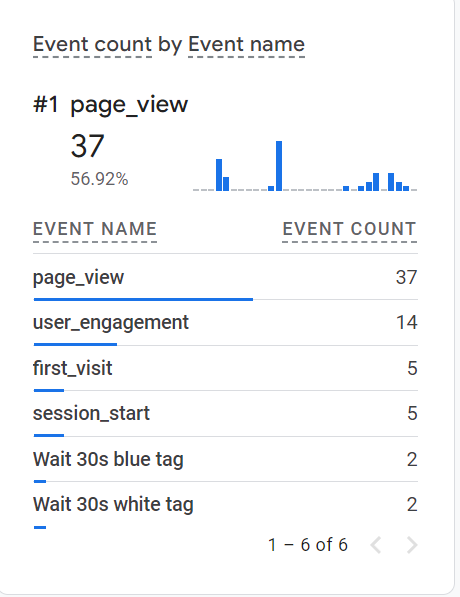 Event count by Event name
#1 page_view
37
56.92%
EVENT NAME EVENT COUNT
page_view 37
user_engagement 14
first_visit 5
session_start 5
Wait 30s blue tag 2
Wait 30s white tag 2
1 – 6 of 6